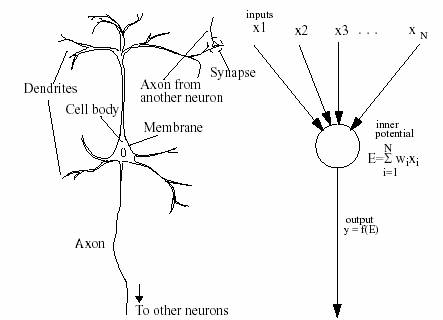 Dendrites
Cell body
Membrane
Axon
To other neurons
Axon from
another neuron
Synapse
inputs
x1 x2 x3 . . . x N
inner
potential
E=Σ wixi
N
i=1
output
y = f(E)